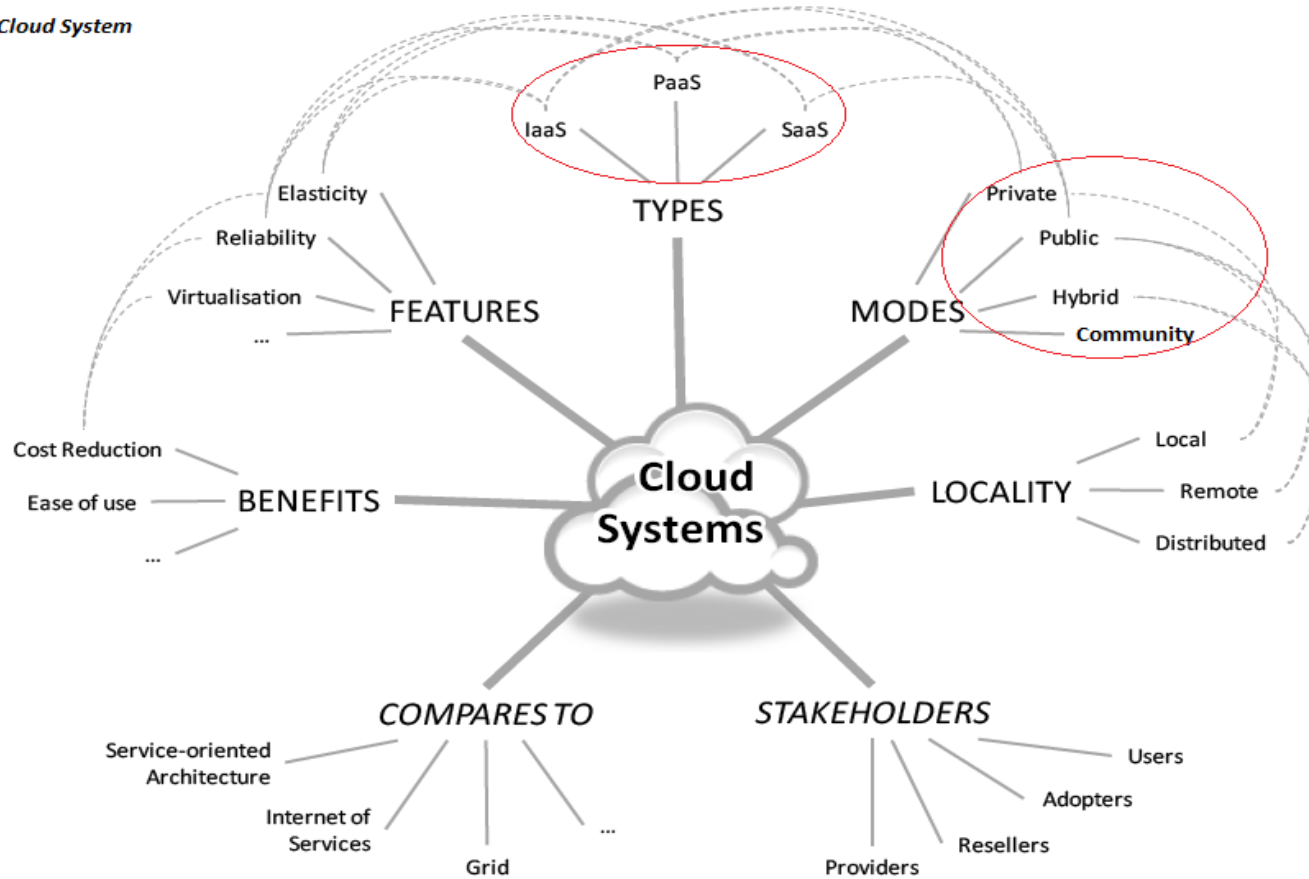 Cloud System
PaaS
IaaS
SaaS
TYPES
Elasticity
Reliability
Virtualisation
...
FEATURES
Private
Public
Hybrid
Community
MODES
Cost Reduction
Ease of use
...
BENEFITS
Cloud
Systems
LOCALITY
Local
Remote
Distributed
COMPARES TO
Service-oriented
Architecture
Internet of
Services
Grid
...
STAKEHOLDERS
Users
Adopters
Resellers
Providers